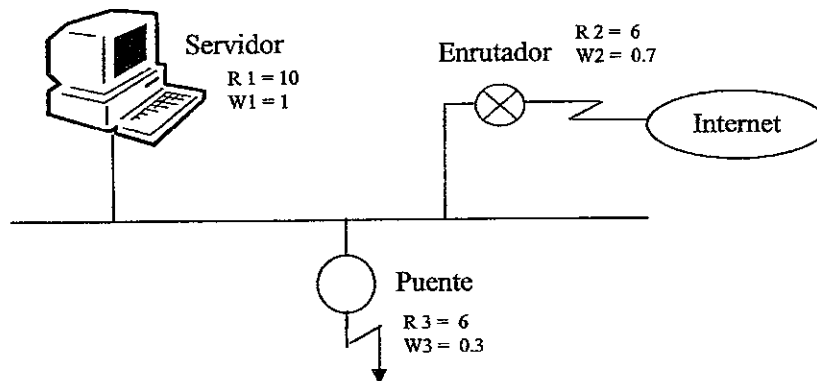 Servidor
R 1 = 10
W1 = 1
Enrutador
R 2 = 6
W2 = 0.7
Internet
Puente
R 3 = 6
W3 = 0.3